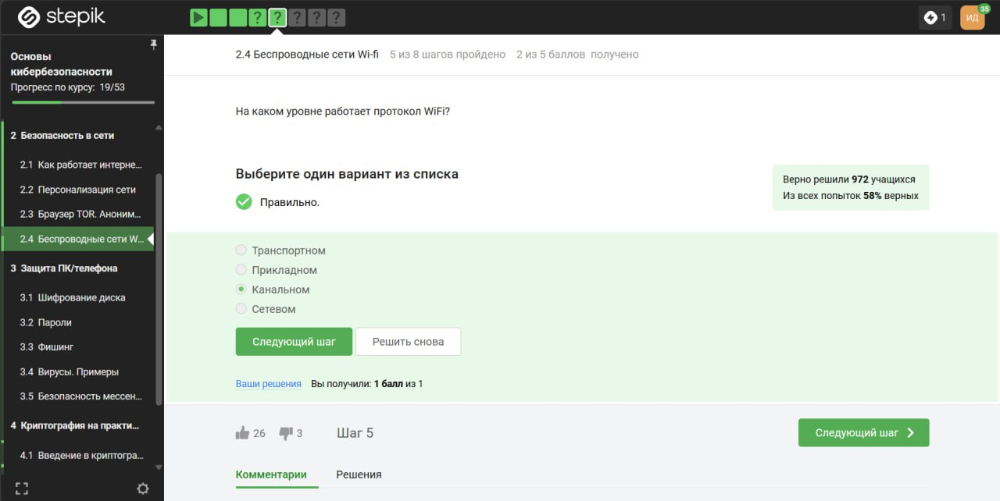 stepik
? ? ? ? ?
1
ИД
35
Основы
кибербезопасности
Прогресс по курсу: 19/53
2 Безопасность в сети
2.1 Как работает интерне...
2.2 Персонализация сети
2.3 Браузер TOR. Аноним...
2.4 Беспроводные сети W...
3 Защита ПК/телефона
3.1 Шифрование диска
3.2 Пароли
3.3 Фишинг
3.4 Вирусы. Примеры
3.5 Безопасность мессен...
4 Криптография на практи...
4.1 Введение в криптогра...
2.4 Беспроводные сети Wi-fi 5 из 8 шагов пройдено 2 из 5 баллов получено
На каком уровне работает протокол WiFi?
Выберите один вариант из списка
Правильно.
Верно решили 972 учащихся
Из всех попыток 58% верных
Транспортном
Прикладном
Канальном
Сетевом
Следующий шаг
Решить снова
Ваши решения Вы получили: 1 балл из 1
26 3 Шаг 5
Следующий шаг
Комментарии Решения